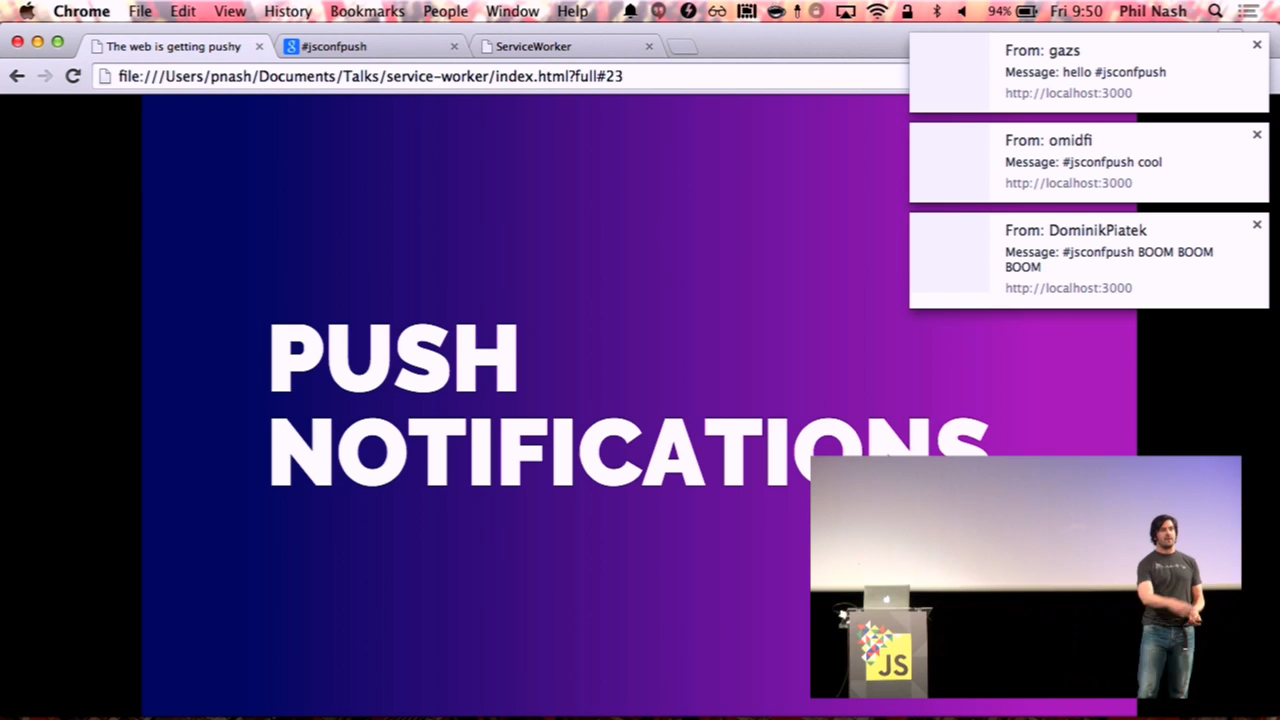 Chrome File Edit View History Bookmarks People Window Help 94% Fri 9:50 Phil Nash
The web is getting pushy
#jsconfpush
ServiceWorker
file:///Users/pnash/Documents/Talks/service-worker/index.html?full#23
From: gazs
Message: hello #jsconfpush
http://localhost:3000
From: omidfi
Message: #jsconfpush cool
http://localhost:3000
From: DominikPiatek
Message: #jsconfpush BOOM BOOM
BOOM
http://localhost:3000
PUSH
NOTIFICATIONS
JS